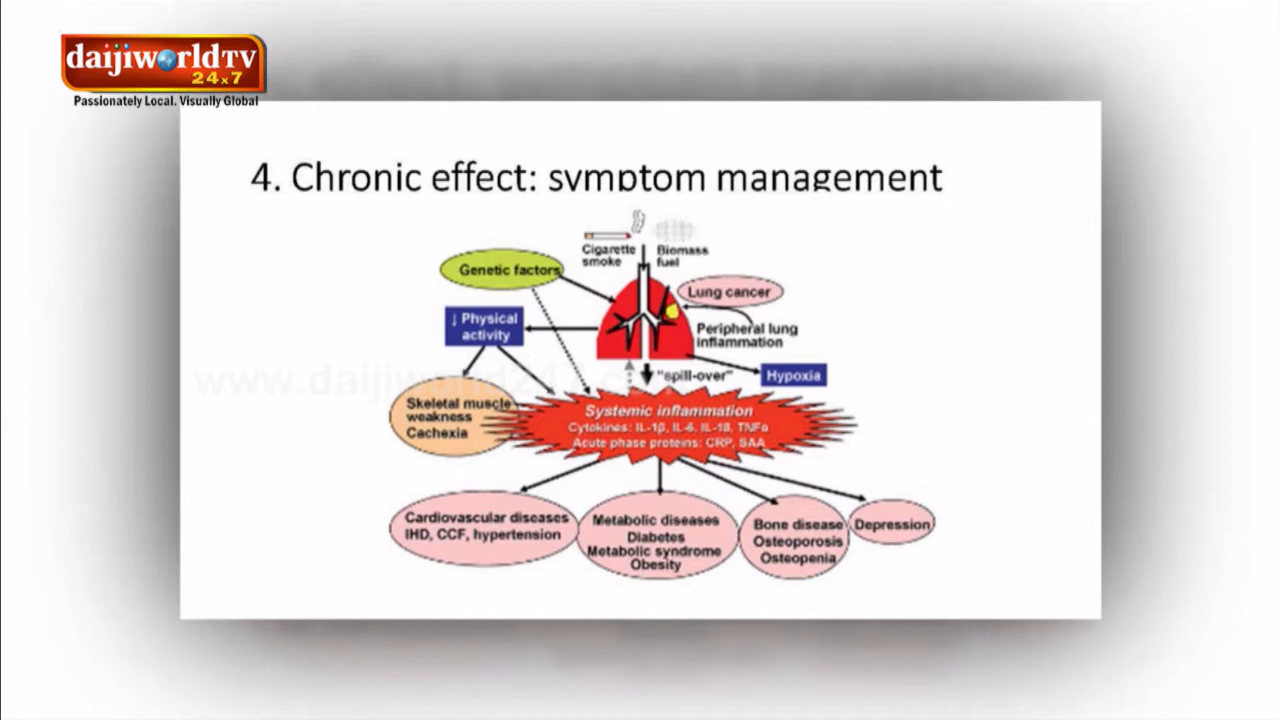 daijiworldTV
24x7
Passionately Local. Visually Global
4. Chronic effect: symptom management
Cigarette
smoke
Biomass
fuel
Genetic factors
Lung cancer
↓ Physical
activity
Peripheral lung
inflammation
"spill-over"
Hypoxia
www.daijiworld247.com
Skeletal muscle
weakness
Cachexia
Systemic inflammation
Cytokines: IL-1β, IL-6, IL-18, TNFα
Acute phase proteins: CRP, SAA
Cardiovascular diseases
IHD, CCF, hypertension
Metabolic diseases
Diabetes
Metabolic syndrome
Obesity
Bone disease
Osteoporosis
Osteopenia
Depression